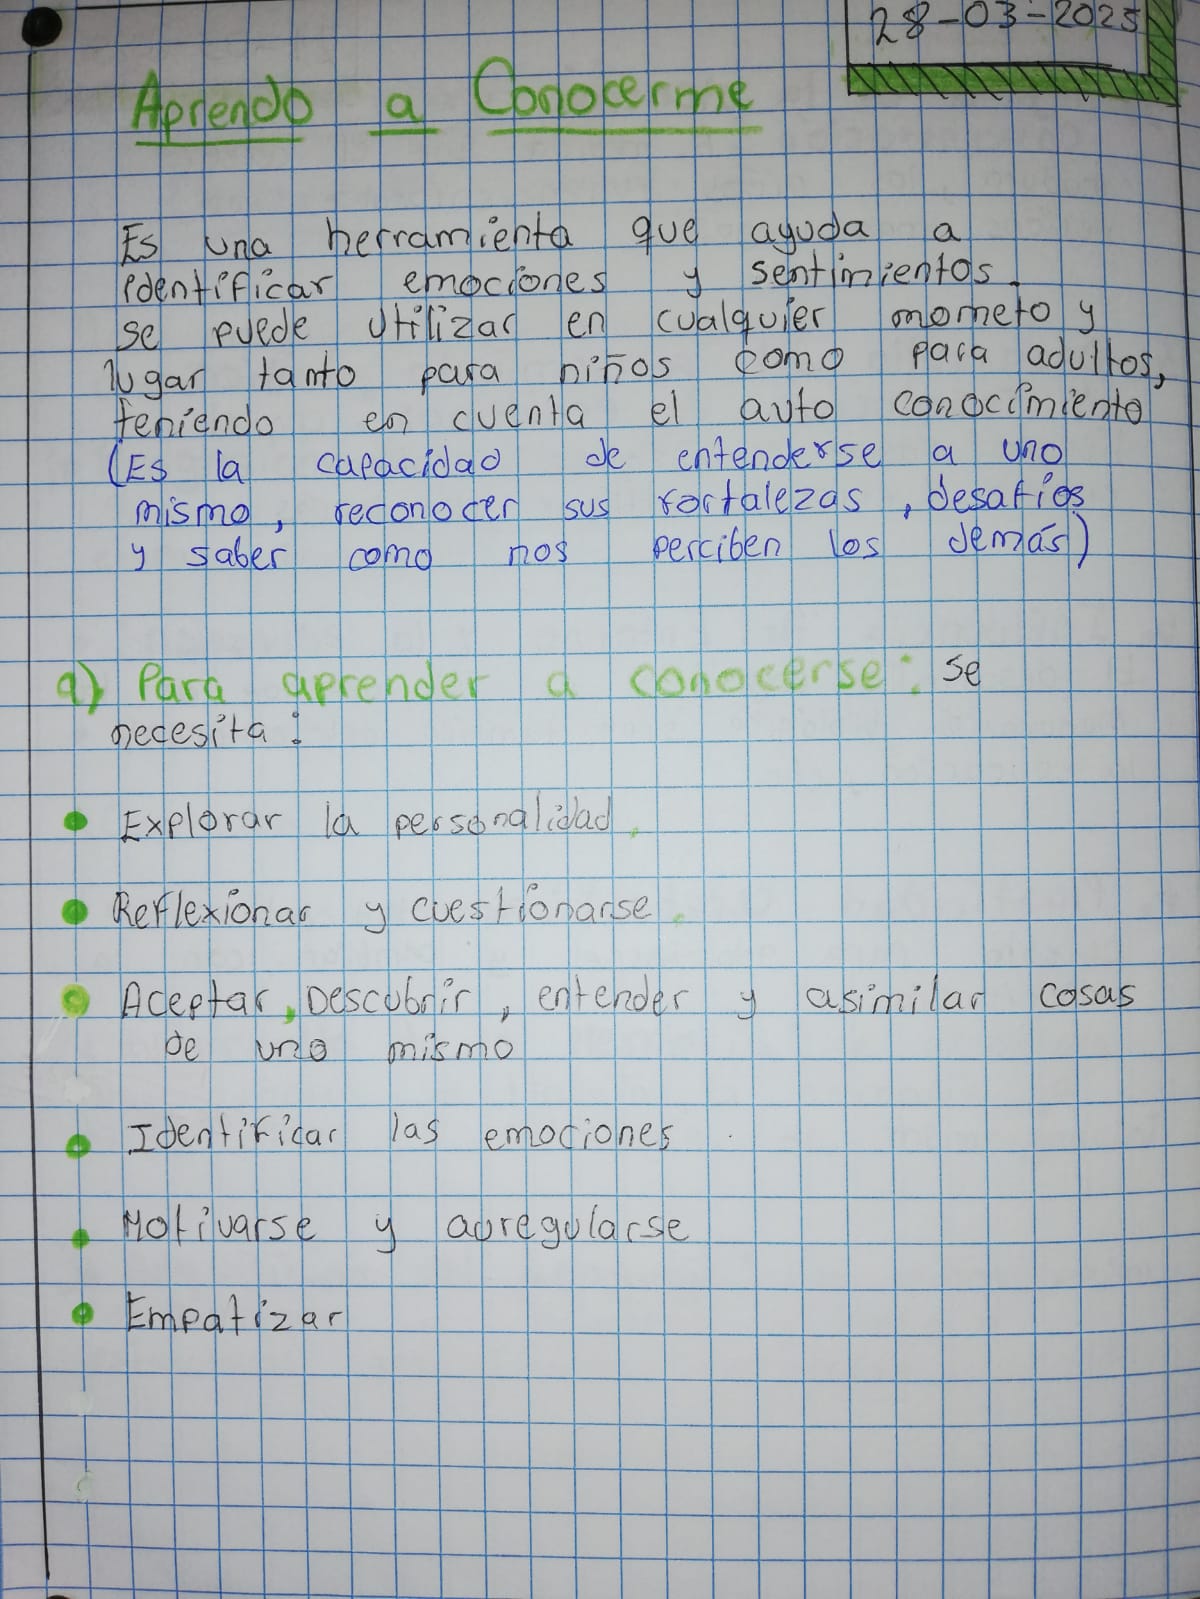 28-03-2025
Aprendo a Conocerme
Es una herramienta que ayuda a
identificar emociones y sentimientos.
se puede utilizar en cualquier mometo y
lugar tanto para niños como para adultos,
teniendo en cuenta el auto conocimiento
(Es la capacidad de entenderse a uno
mismo, reconocer sus fortalezas, desafios
y saber como nos perciben los demás)
a) Para aprender a conocerse: se
necesita:
• Explorar la personalidad.
• Reflexionar y cuestionarse.
• Aceptar, Descubrir, entender y asimilar cosas
de uno mismo
• Identificar las emociones
• Motivarse y aoregularse
• Empatizar